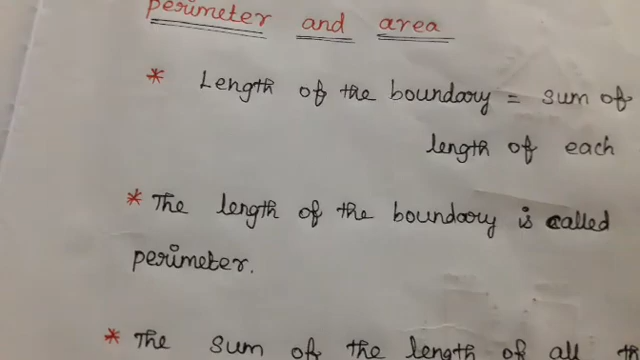 perimeter and area
* Length of the boundary = sum of
length of each
* The length of the boundary is called
perimeter.
* The sum of the length of all th